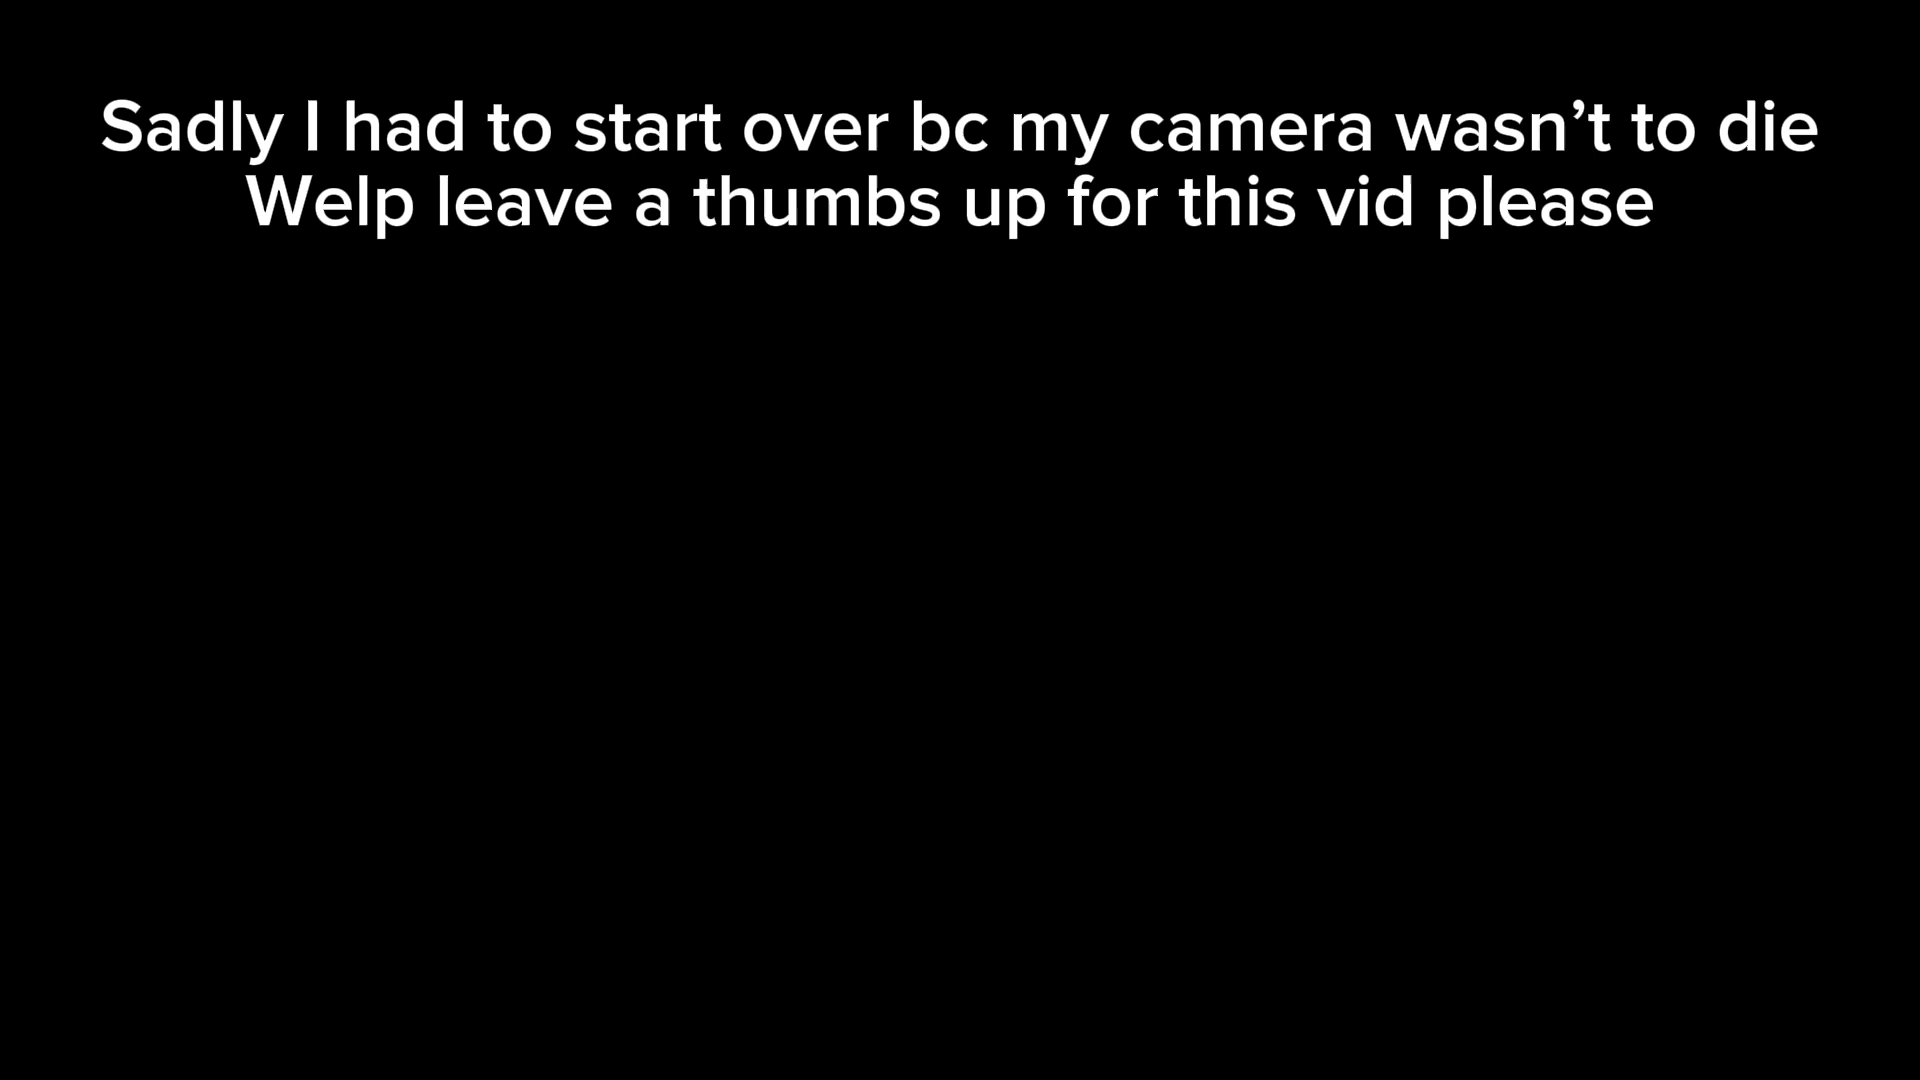 Sadly I had to start over bc my camera wasn’t to die
Welp leave a thumbs up for this vid please